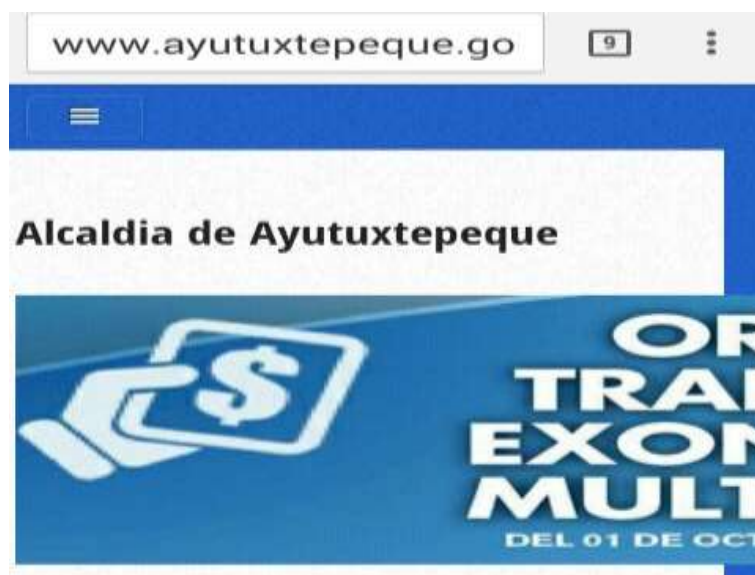 www.ayutuxtepeque.go
9
Alcaldia de Ayutuxtepeque
$
OR
TRA
EXON
MULT
DEL 01 DE OCT